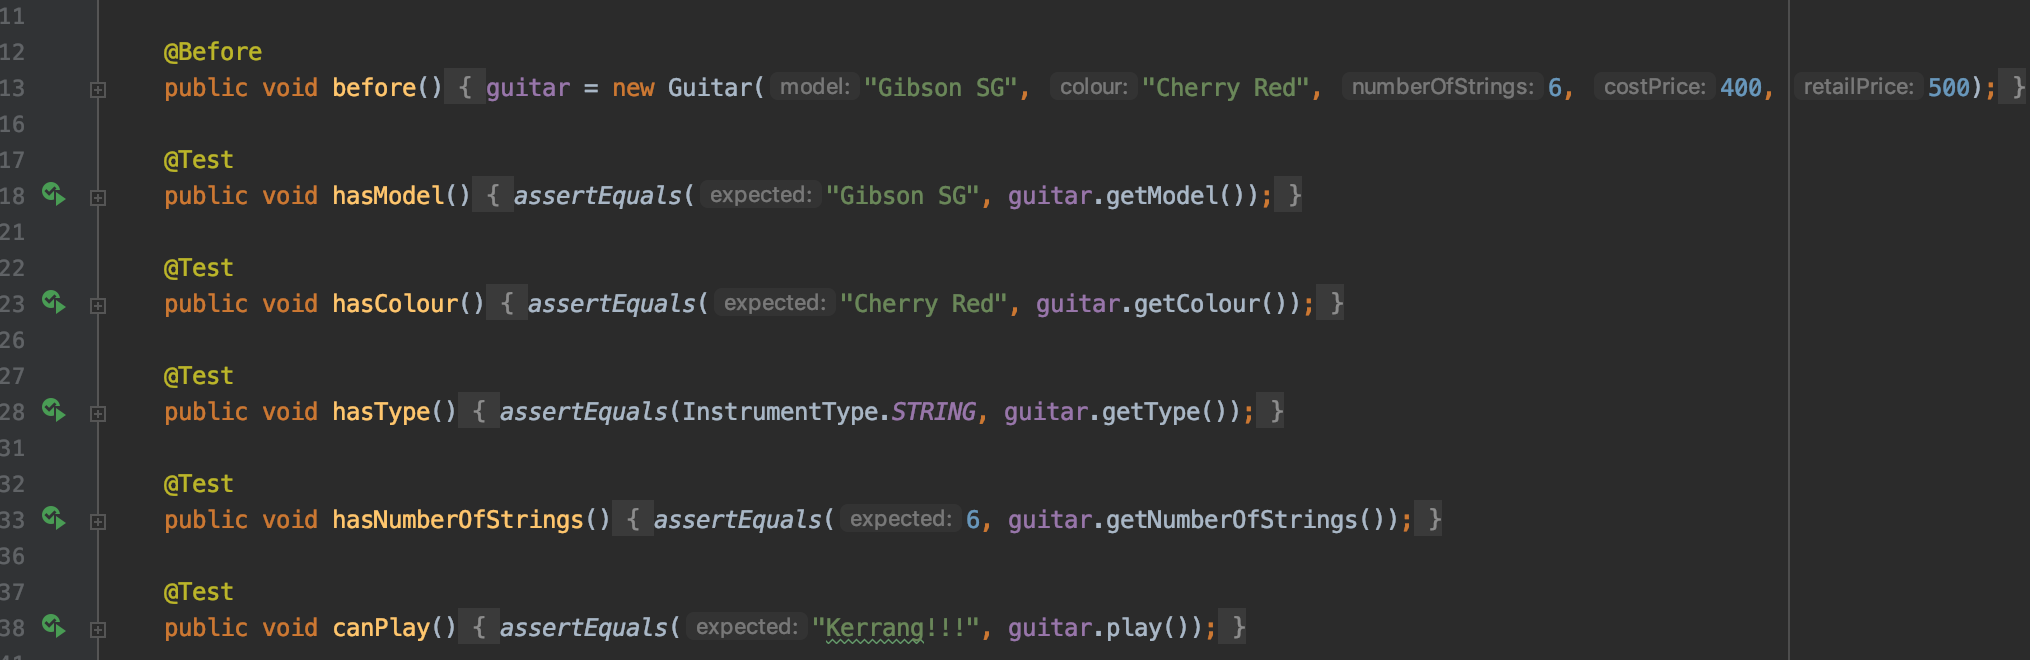 11
12 @Before
13 public void before() { guitar = new Guitar( model: "Gibson SG", colour: "Cherry Red", numberOfStrings: 6, costPrice: 400, retailPrice: 500); }
16
17 @Test
18 public void hasModel() { assertEquals( expected: "Gibson SG", guitar.getModel()); }
21
22 @Test
23 public void hasColour() { assertEquals( expected: "Cherry Red", guitar.getColour()); }
26
27 @Test
28 public void hasType() { assertEquals(InstrumentType.STRING, guitar.getType()); }
31
32 @Test
33 public void hasNumberOfStrings() { assertEquals( expected: 6, guitar.getNumberOfStrings()); }
36
37 @Test
38 public void canPlay() { assertEquals( expected: "Kerrang!!!", guitar.play()); }